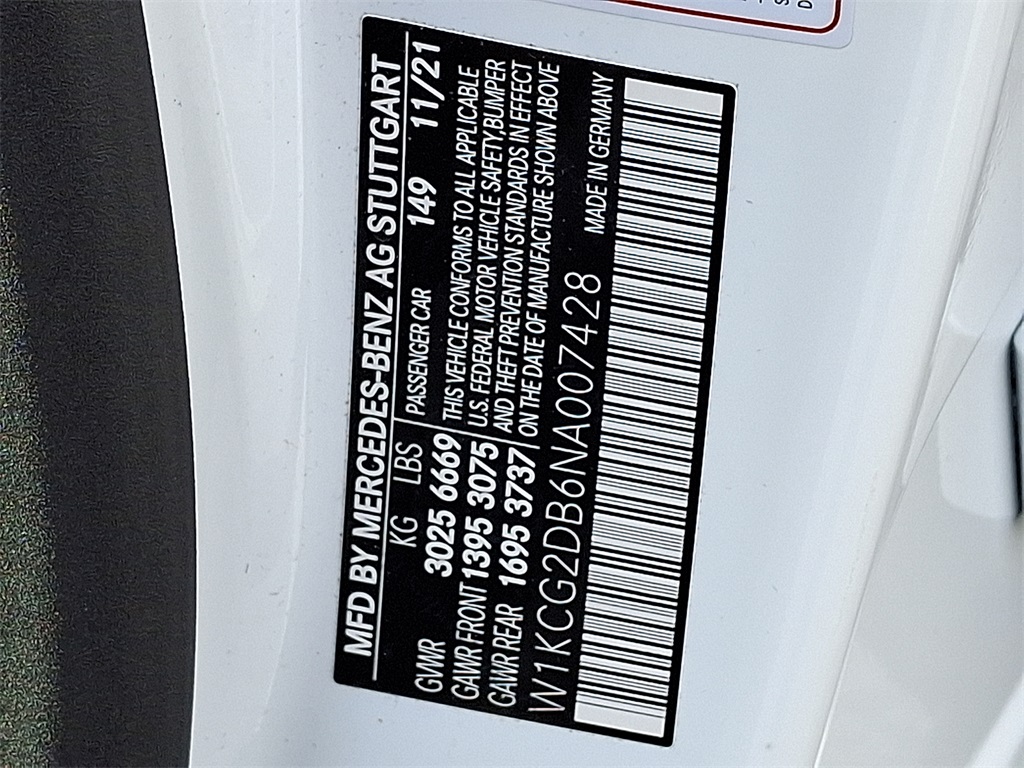 MFD BY MERCEDES-BENZ AG STUTTGART
KG LBS PASSENGER CAR 149 11/21
GVWR 3025 6669
GAWR FRONT 1395 3075
GAWR REAR 1695 3737
THIS VEHICLE CONFORMS TO ALL APPLICABLE
U.S. FEDERAL MOTOR VEHICLE SAFETY,BUMPER
AND THEFT PREVENTION STANDARDS IN EFFECT
ON THE DATE OF MANUFACTURE SHOWN ABOVE
W1KCG2DB6NA007428 MADE IN GERMANY